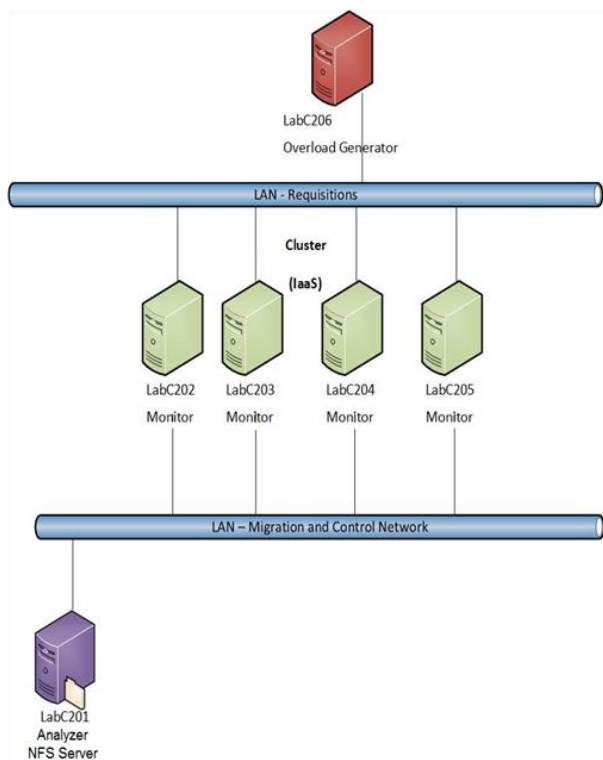 LabC206
Overload Generator
LAN - Requisitions
Cluster
(IaaS)
LabC202
Monitor
LabC203
Monitor
LabC204
Monitor
LabC205
Monitor
LAN – Migration and Control Network
LabC201
Analyzer
NFS Server